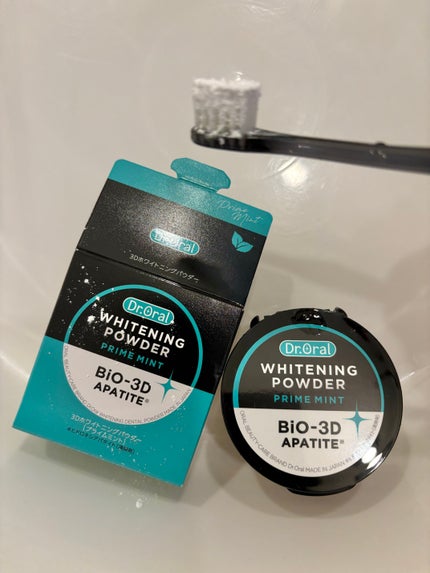 Prime
Mint
Dr.Oral
3Dホワイトニングパウダー
Dr.Oral
WHITENING
POWDER
PRIME MINT
BiO-3D
APATITE®
3Dホワイトニングパウダー
(プライムミント)
Dr.Oral
WHITENING
POWDER
PRIME MINT
BiO-3D
APATITE®
ORAL BEAUTY-CARE BRAND Dr.Oral MADE IN JAPAN